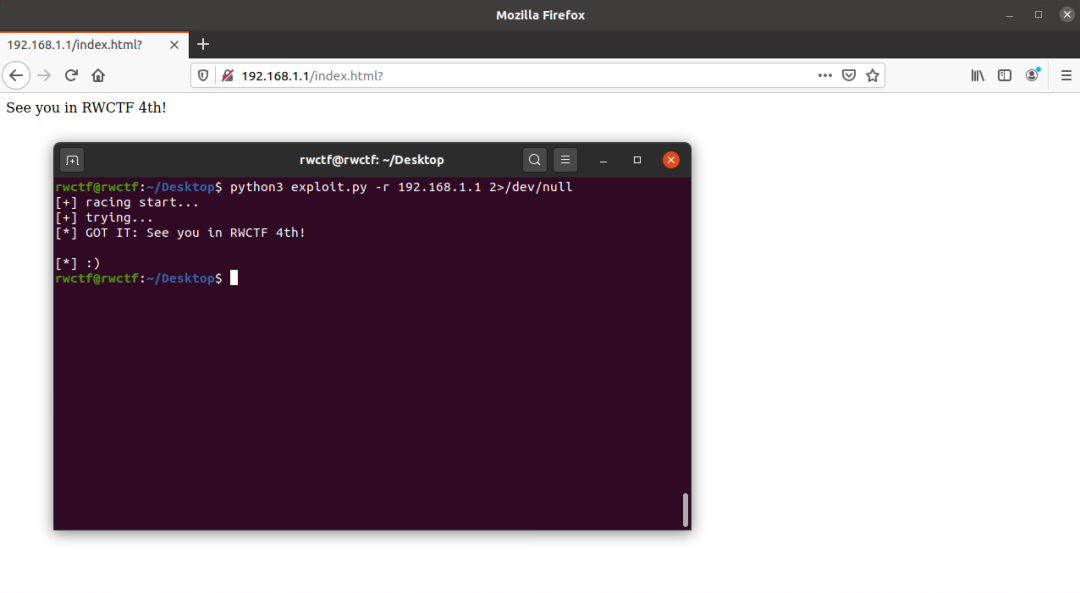 Mozilla Firefox
192.168.1.1/index.html?
192.168.1.1/index.html?
See you in RWCTF 4th!
rwctf@rwctf: ~/Desktop
rwctf@rwctf:~/Desktop$ python3 exploit.py -r 192.168.1.1 2>/dev/null
[+] racing start...
[+] trying...
[*] GOT IT: See you in RWCTF 4th!
[*] :)
rwctf@rwctf:~/Desktop$